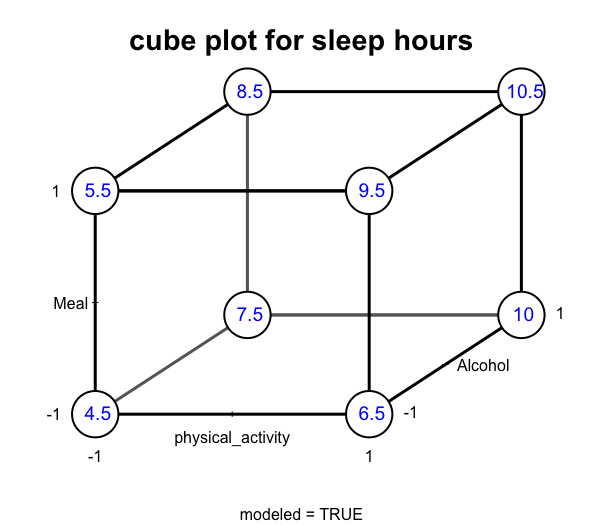 cube plot for sleep hours
8.5
10.5
1
5.5
9.5
Meal
7.5
10
1
Alcohol
-1
4.5
6.5
-1
physical_activity
-1
1
modeled = TRUE